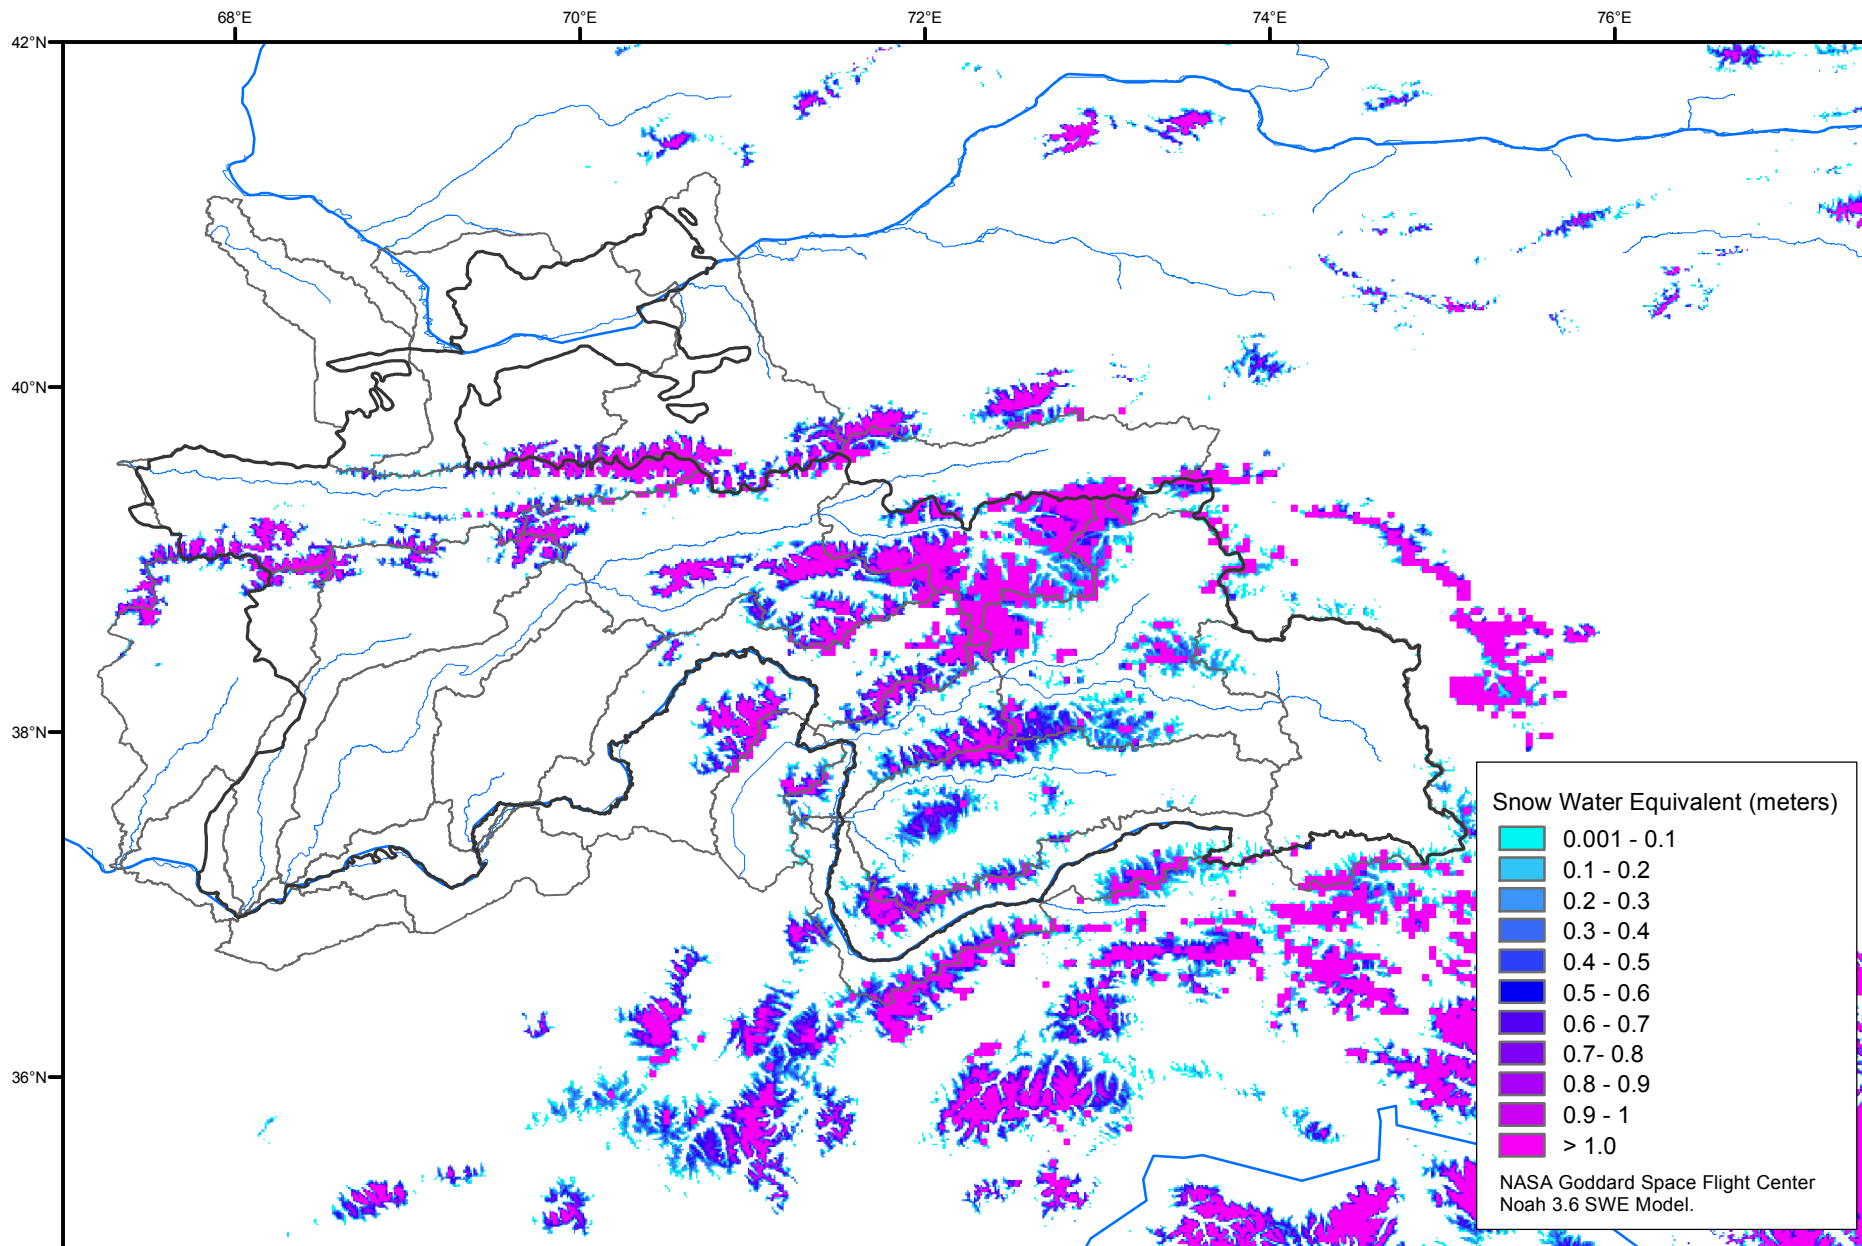 68°E
70°E
72°E
74°E
76°E
42°N
40°N
38°N
36°N
Snow Water Equivalent (meters)
0.001 - 0.1
0.1 - 0.2
0.2 - 0.3
0.3 - 0.4
0.4 - 0.5
0.5 - 0.6
0.6 - 0.7
0.7- 0.8
0.8 - 0.9
0.9 - 1
> 1.0
NASA Goddard Space Flight Center
Noah 3.6 SWE Model.